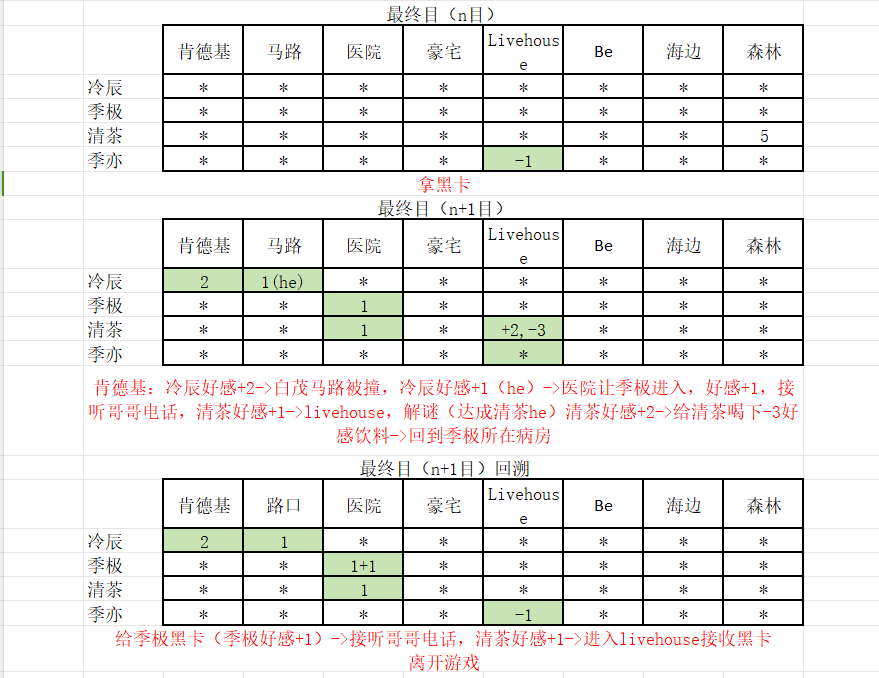 最终目（n目）
肯德基 马路 医院 豪宅 Livehouse Be 海边 森林
冷辰 * * * * * * * *
季极 * * * * * * * *
清茶 * * * * * * * 5
季亦 * * * * -1 * * *
拿黑卡
最终目（n+1目）
肯德基 马路 医院 豪宅 Livehouse Be 海边 森林
冷辰 2 1(he) * * * * * *
季极 * * 1 * * * * *
清茶 * * 1 * +2,-3 * * *
季亦 * * * * * * * *
肯德基：冷辰好感+2->自茂马路被撞，冷辰好感+1（he）->医院让季极进入，好感+1，接
听哥哥电话，清茶好感+1->livehouse，解谜（达成清茶he）清茶好感+2->给清茶喝下-3好
感饮料->回到季极所在病房
最终目（n+1目）回溯
肯德基 路口 医院 豪宅 Livehouse Be 海边 森林
冷辰 2 1 * * * * * *
季极 * * 1+1 * * * * *
清茶 * * 1 * * * * *
季亦 * * * * -1 * * *
给季极黑卡（季极好感+1）->接听哥哥电话，清茶好感+1->进入livehouse接收黑卡
离开游戏